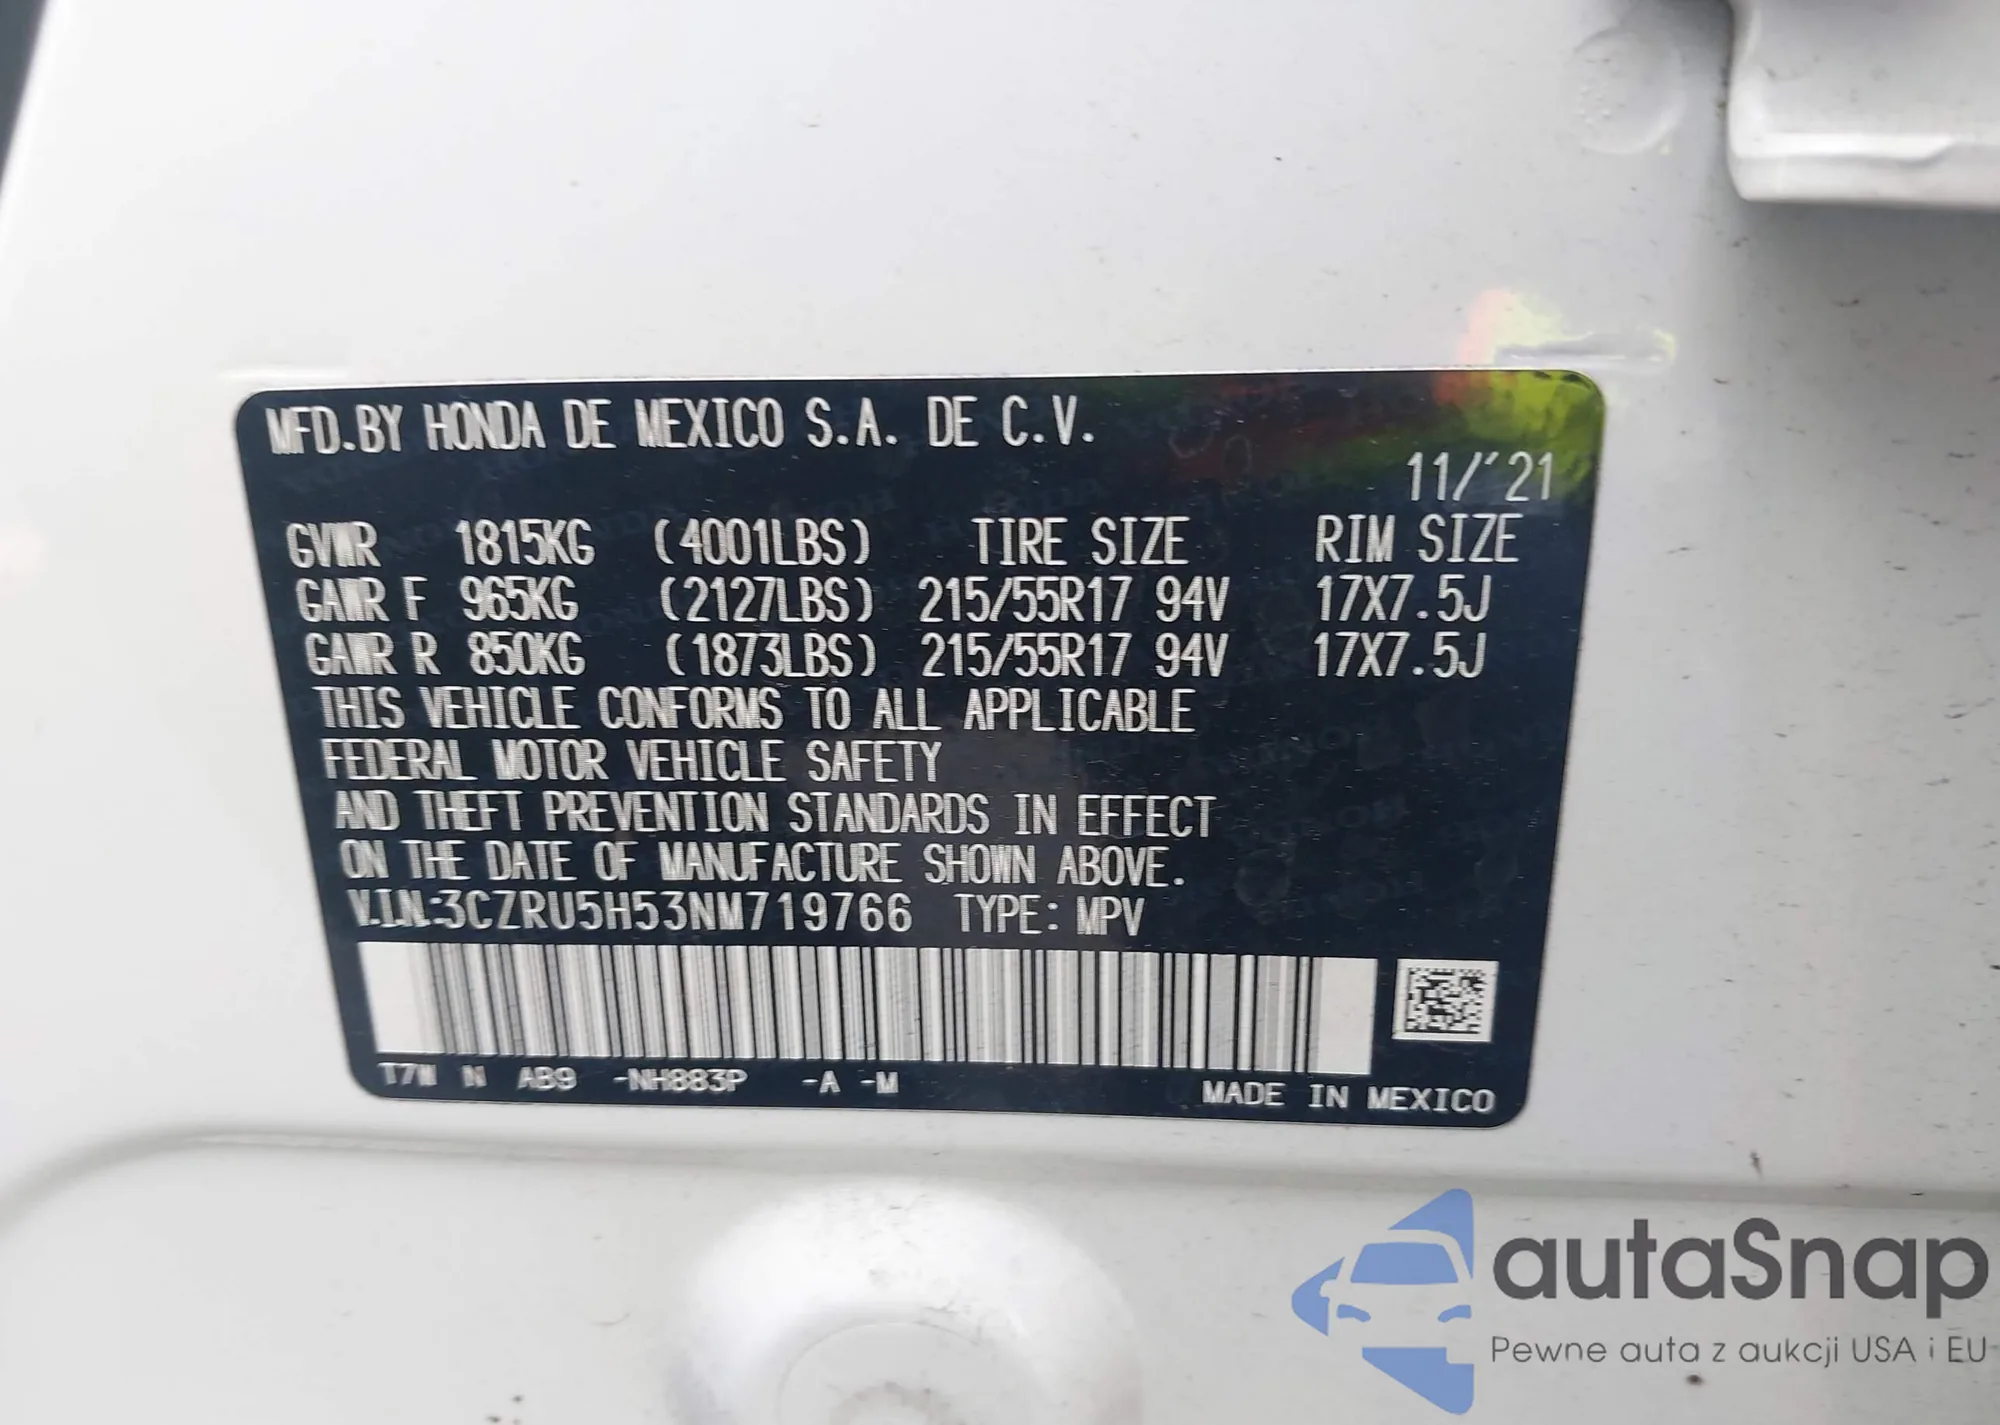 MFD.BY HONDA DE MEXICO S.A. DE C.V.
11/'21
GVWR 1815KG (4001LBS) TIRE SIZE RIM SIZE
GAWR F 965KG (2127LBS) 215/55R17 94V 17X7.5J
GAWR R 850KG (1873LBS) 215/55R17 94V 17X7.5J
THIS VEHICLE CONFORMS TO ALL APPLICABLE
FEDERAL MOTOR VEHICLE SAFETY
AND THEFT PREVENTION STANDARDS IN EFFECT
ON THE DATE OF MANUFACTURE SHOWN ABOVE.
V.I.N.:3CZRU5H53NM719766 TYPE: MPV
T7W N AB9 -NH883P -A -M
MADE IN MEXICO
autaSnap
Pewne auta z aukcji USA i EU